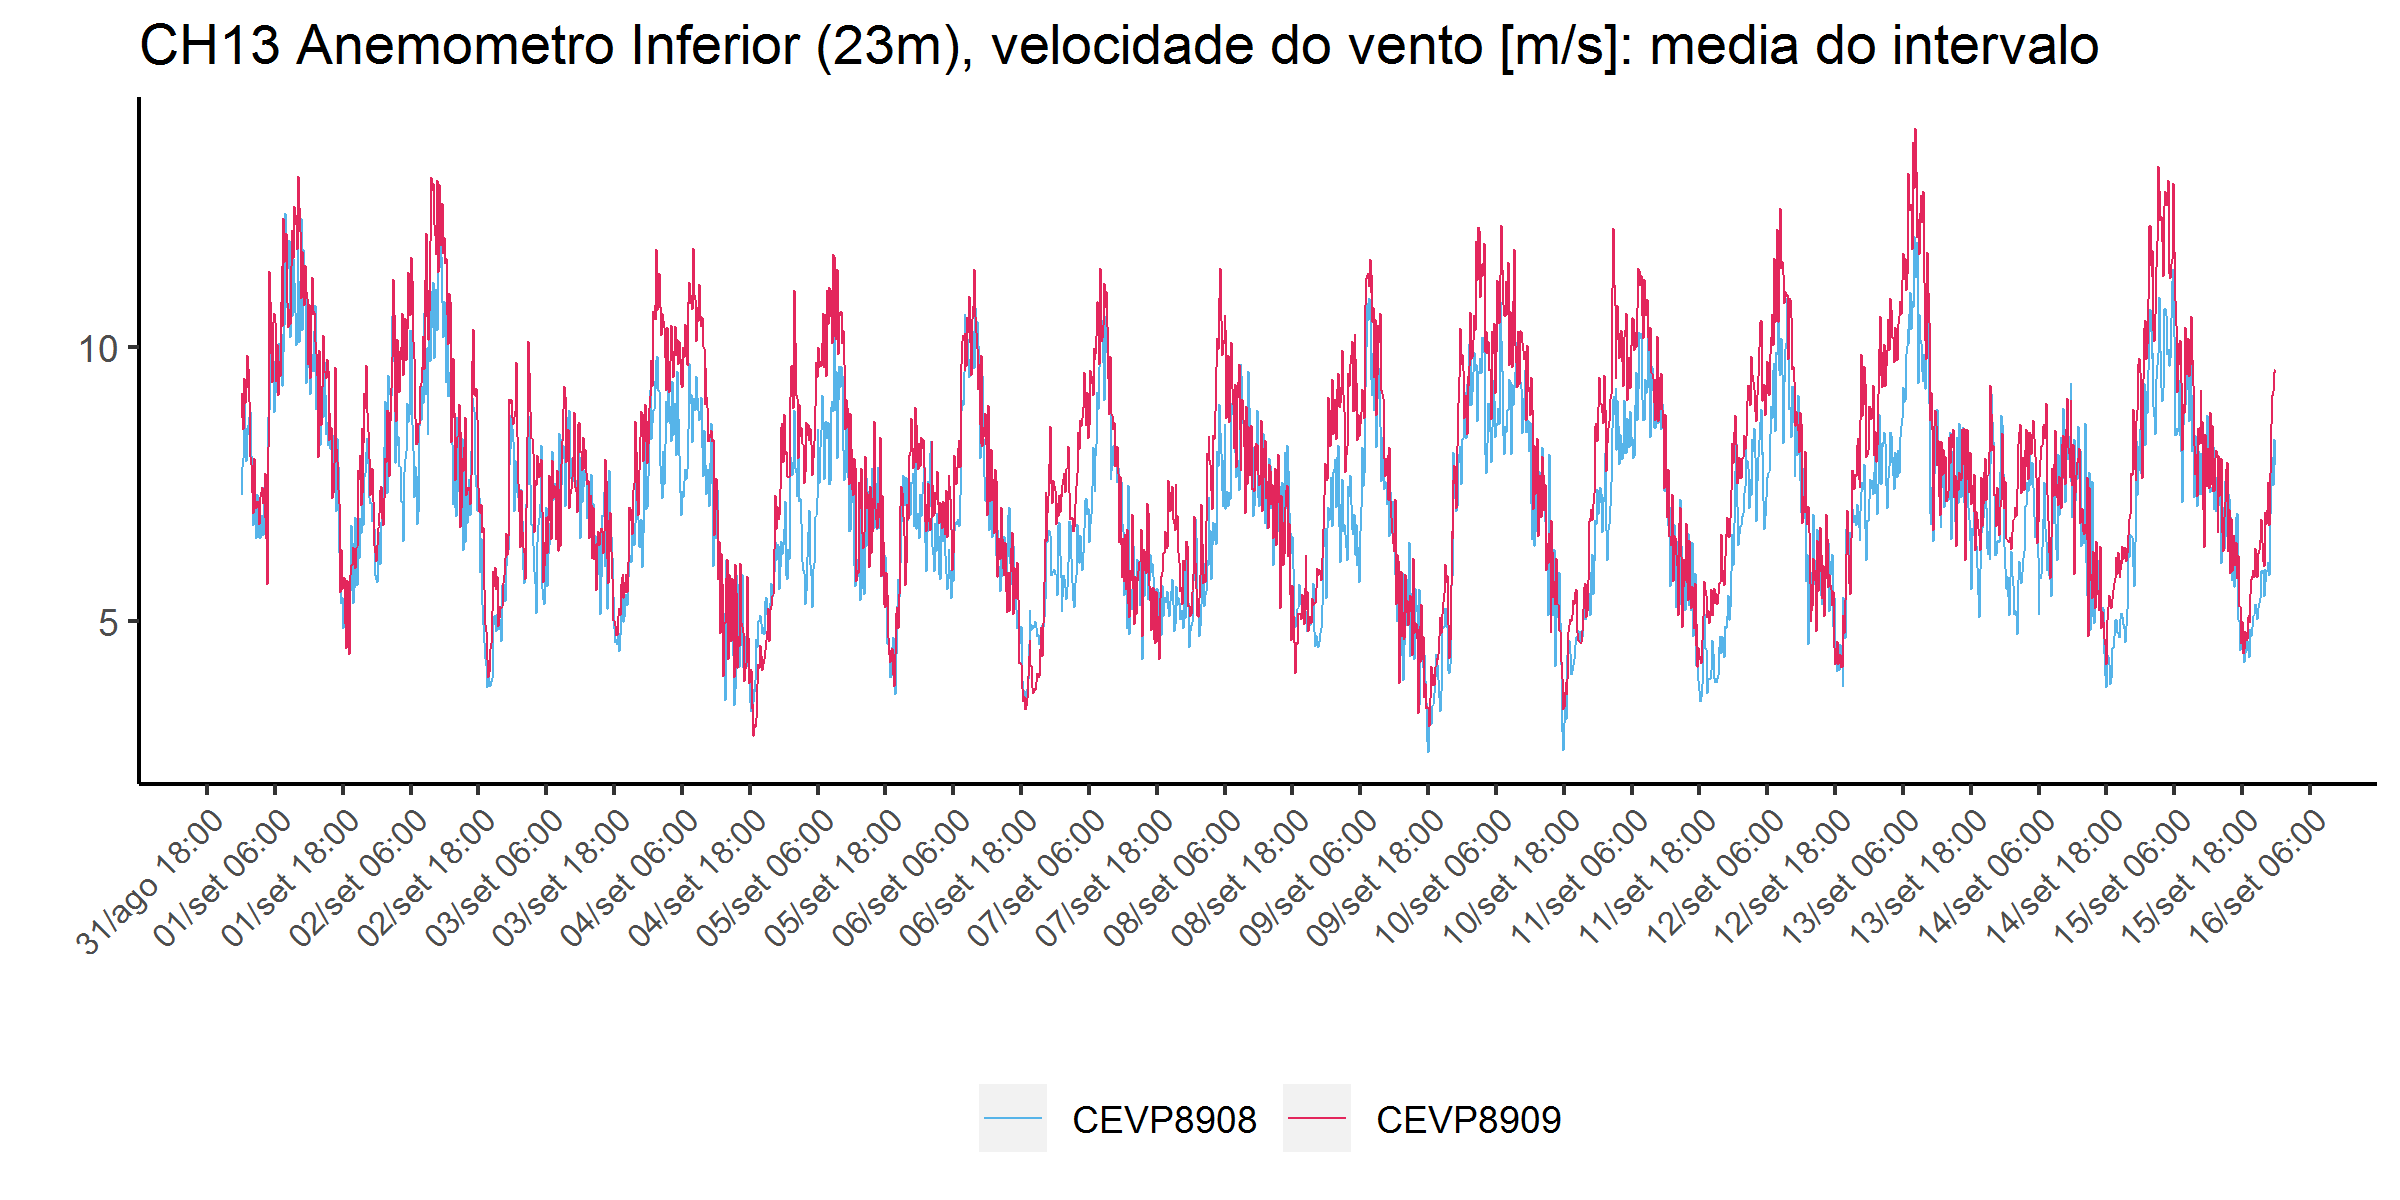 CH13 Anemometro Inferior (23m), velocidade do vento [m/s]: media do intervalo
10
5
31/ago 18:00
01/set 06:00
01/set 18:00
02/set 06:00
02/set 18:00
03/set 06:00
03/set 18:00
04/set 06:00
04/set 18:00
05/set 06:00
05/set 18:00
06/set 06:00
06/set 18:00
07/set 06:00
07/set 18:00
08/set 06:00
08/set 18:00
09/set 06:00
09/set 18:00
10/set 06:00
10/set 18:00
11/set 06:00
11/set 18:00
12/set 06:00
12/set 18:00
13/set 06:00
13/set 18:00
14/set 06:00
14/set 18:00
15/set 06:00
15/set 18:00
16/set 06:00
CEVP8908 CEVP8909